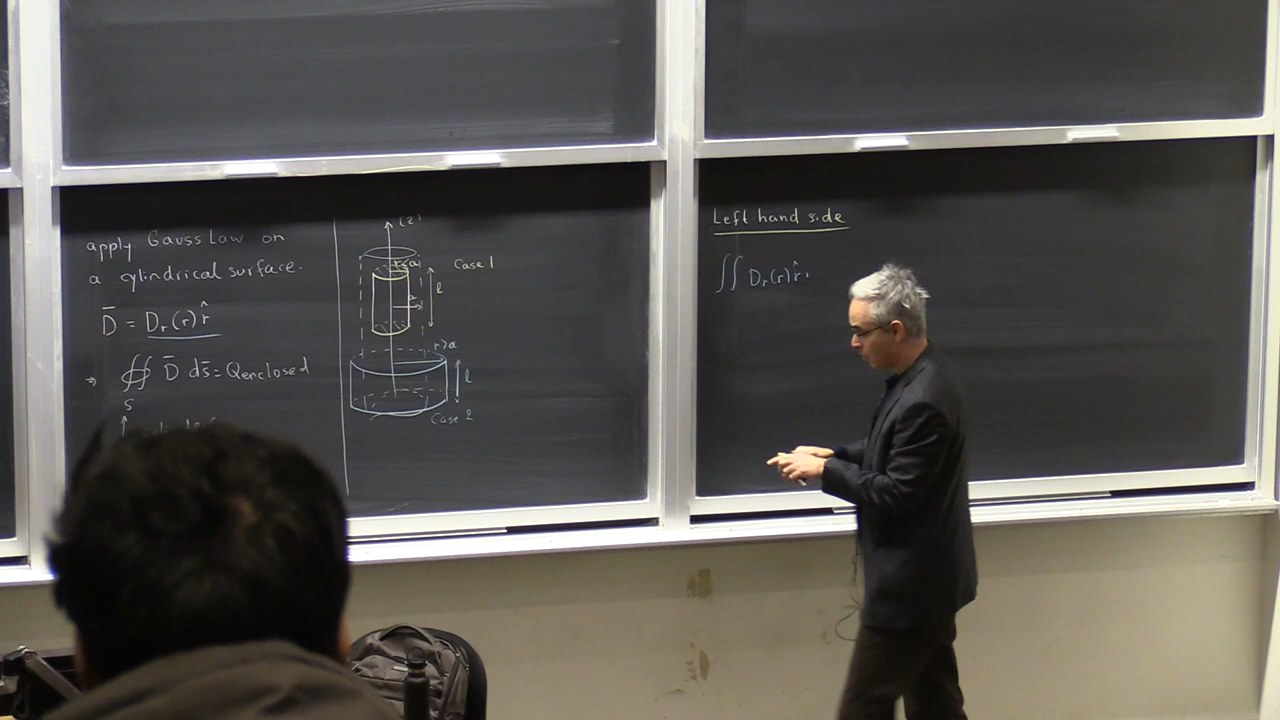 apply Gauss Law on
a cylindrical surface.
D̄ = Dr(r) r̂
⇒ ∯ D̄ ds̄ = Qenclosed
S
(z)
r<a
Case 1
a
l
r>a
l
Case 2
Left hand side
∬ Dr(r) r̂ .